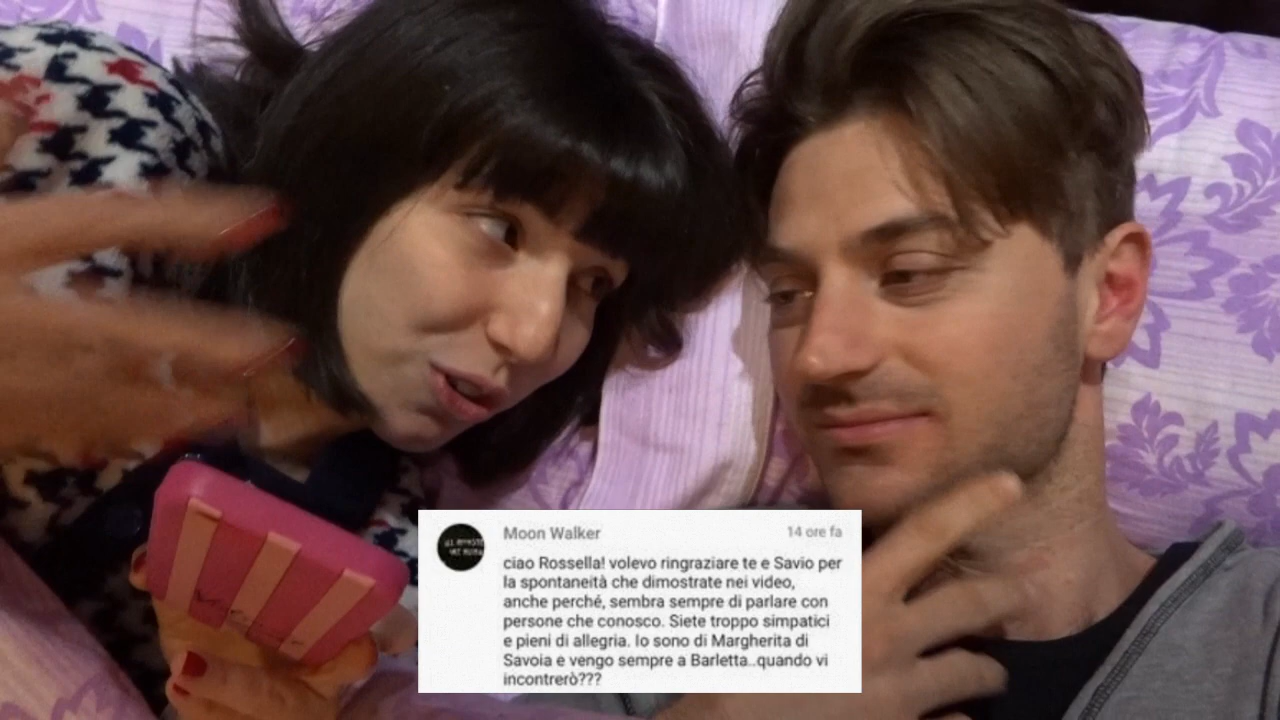 Moon Walker
14 ore fa
ciao Rossella! volevo ringraziare te e Savio per
la spontaneità che dimostrate nei video,
anche perché, sembra sempre di parlare con
persone che conosco. Siete troppo simpatici
e pieni di allegria. Io sono di Margherita di
Savoia e vengo sempre a Barletta..quando vi
incontrerò???